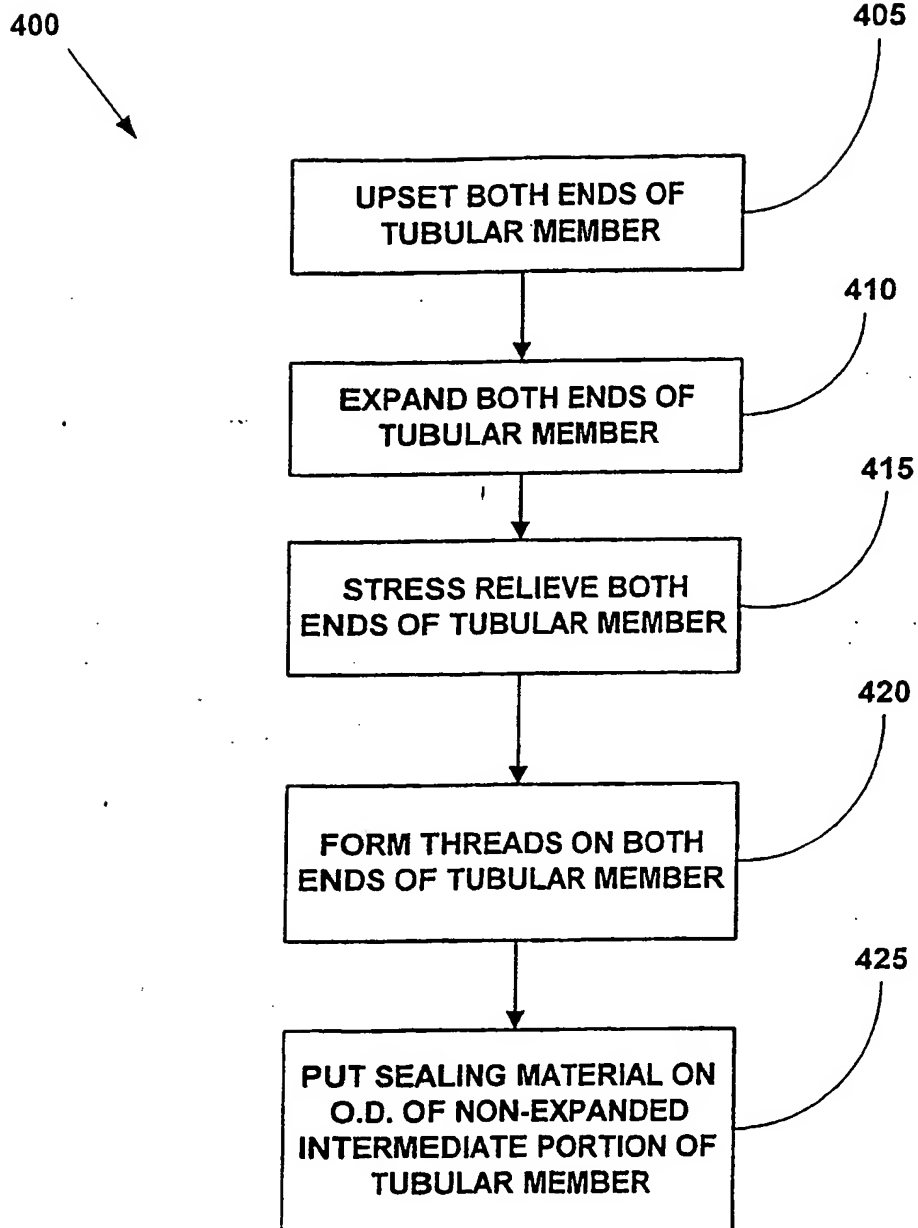 400
405
UPSET BOTH ENDS OF
TUBULAR MEMBER
410
EXPAND BOTH ENDS OF
TUBULAR MEMBER
415
STRESS RELIEVE BOTH
ENDS OF TUBULAR MEMBER
420
FORM THREADS ON BOTH
ENDS OF TUBULAR MEMBER
425
PUT SEALING MATERIAL ON
O.D. OF NON-EXPANDED
INTERMEDIATE PORTION OF
TUBULAR MEMBER